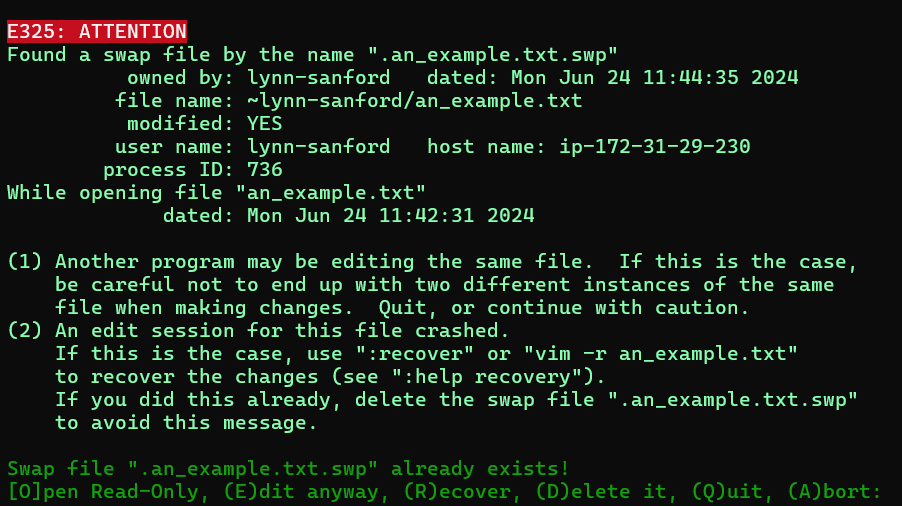 E325: ATTENTION
Found a swap file by the name ".an_example.txt.swp"
          owned by: lynn-sanford   dated: Mon Jun 24 11:44:35 2024
         file name: ~lynn-sanford/an_example.txt
          modified: YES
         user name: lynn-sanford   host name: ip-172-31-29-230
        process ID: 736
While opening file "an_example.txt"
             dated: Mon Jun 24 11:42:31 2024

(1) Another program may be editing the same file.  If this is the case,
    be careful not to end up with two different instances of the same
    file when making changes.  Quit, or continue with caution.
(2) An edit session for this file crashed.
    If this is the case, use ":recover" or "vim -r an_example.txt"
    to recover the changes (see ":help recovery").
    If you did this already, delete the swap file ".an_example.txt.swp"
    to avoid this message.

Swap file ".an_example.txt.swp" already exists!
[O]pen Read-Only, (E)dit anyway, (R)ecover, (D)elete it, (Q)uit, (A)bort: